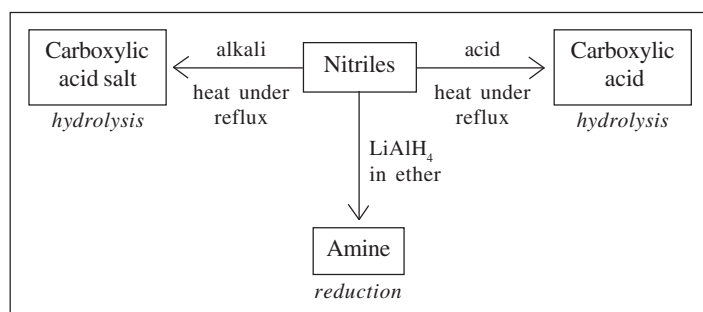 Carboxylic
acid salt
hydrolysis
alkali
heat under
reflux
Nitriles
acid
heat under
reflux
Carboxylic
acid
hydrolysis
LiAlH₄
in ether
Amine
reduction